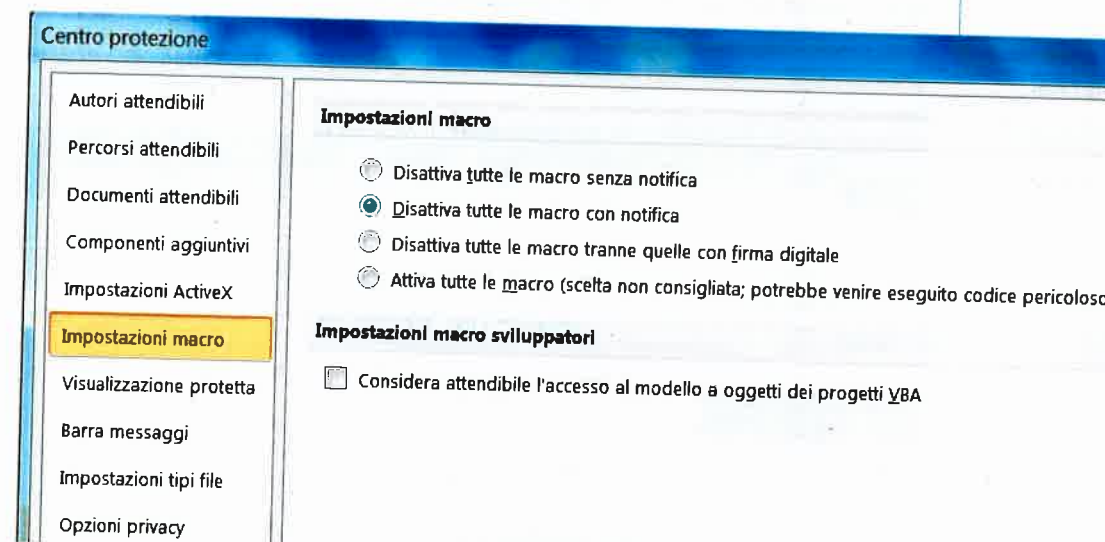 Centro protezione
Autori attendibili
Percorsi attendibili
Documenti attendibili
Componenti aggiuntivi
Impostazioni ActiveX
Impostazioni macro
Visualizzazione protetta
Barra messaggi
Impostazioni tipi file
Opzioni privacy
Impostazioni macro
Disattiva tutte le macro senza notifica
Disattiva tutte le macro con notifica
Disattiva tutte le macro tranne quelle con firma digitale
Attiva tutte le macro (scelta non consigliata; potrebbe venire eseguito codice pericoloso
Impostazioni macro sviluppatori
Considera attendibile l'accesso al modello a oggetti dei progetti VBA